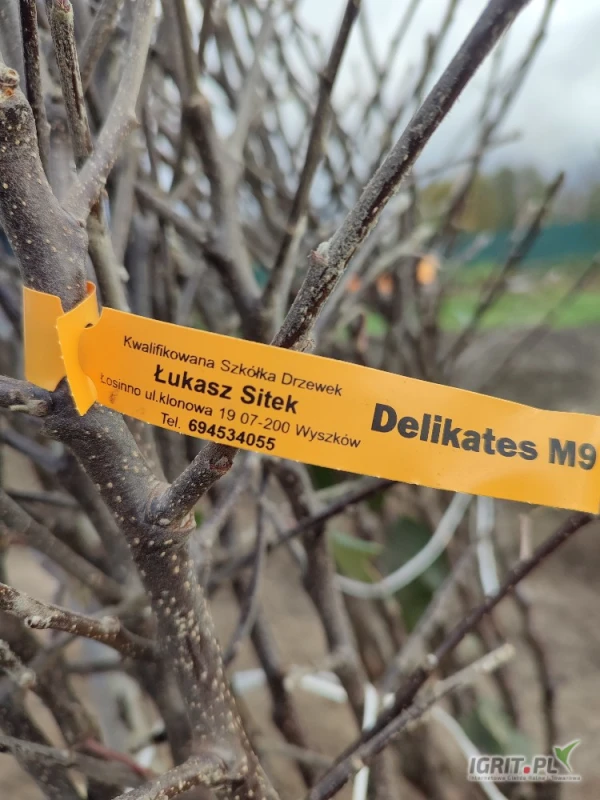 Kwalifikowana Szkółka Drzewek
Łukasz Sitek
Łosinno ul.klonowa 19 07-200 Wyszków
Tel. 694534055
Delikates M9
IGRIT.PL